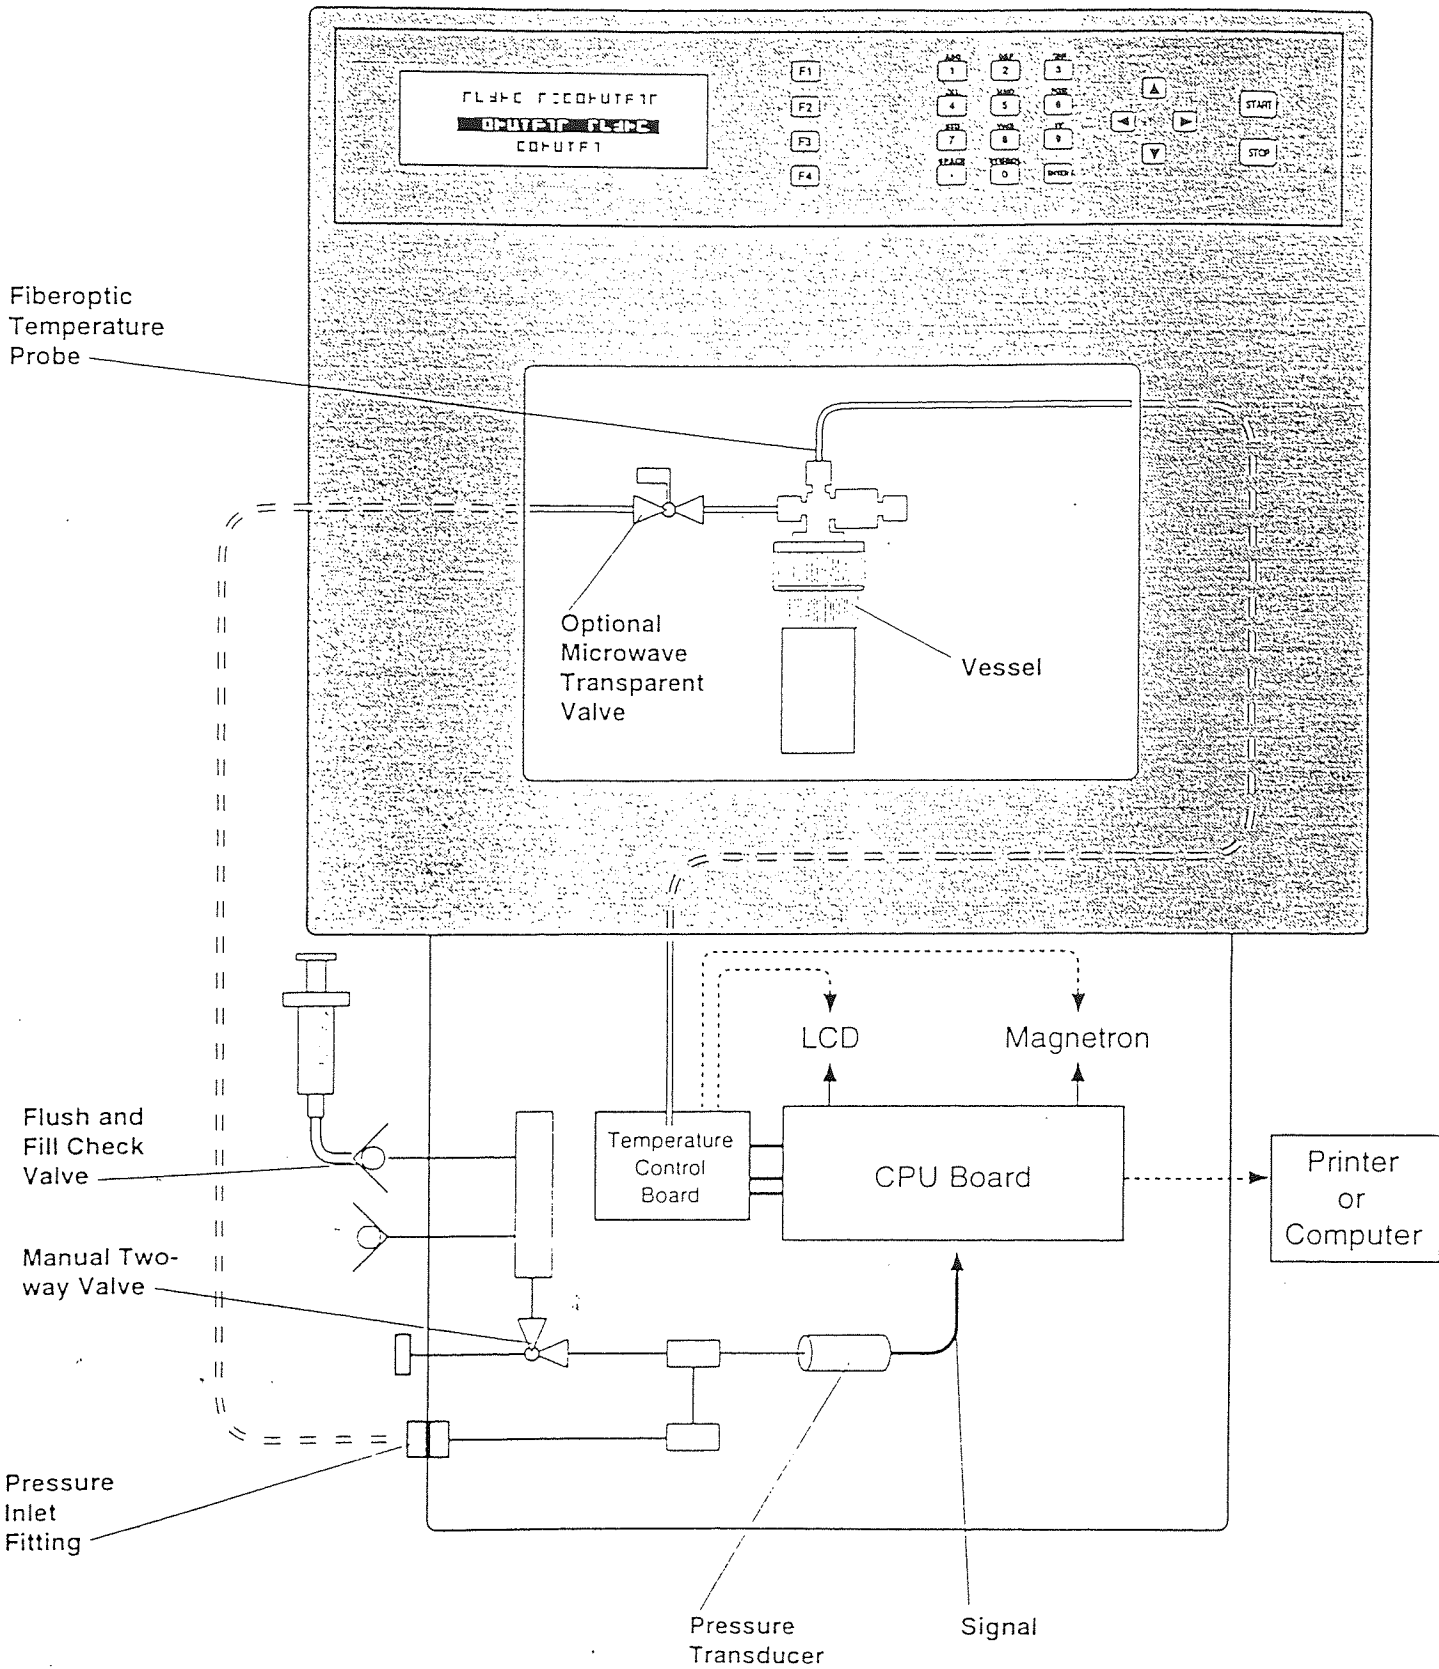 F1
F2
F3
F4
1
2
3
4
5
6
7
8
9
.
0
ENTER
START
STOP
Fiberoptic
Temperature
Probe
Optional
Microwave
Transparent
Valve
Vessel
LCD
Magnetron
Flush and
Fill Check
Valve
Temperature
Control
Board
CPU Board
Printer
or
Computer
Manual Two-
way Valve
Pressure
Inlet
Fitting
Pressure
Transducer
Signal